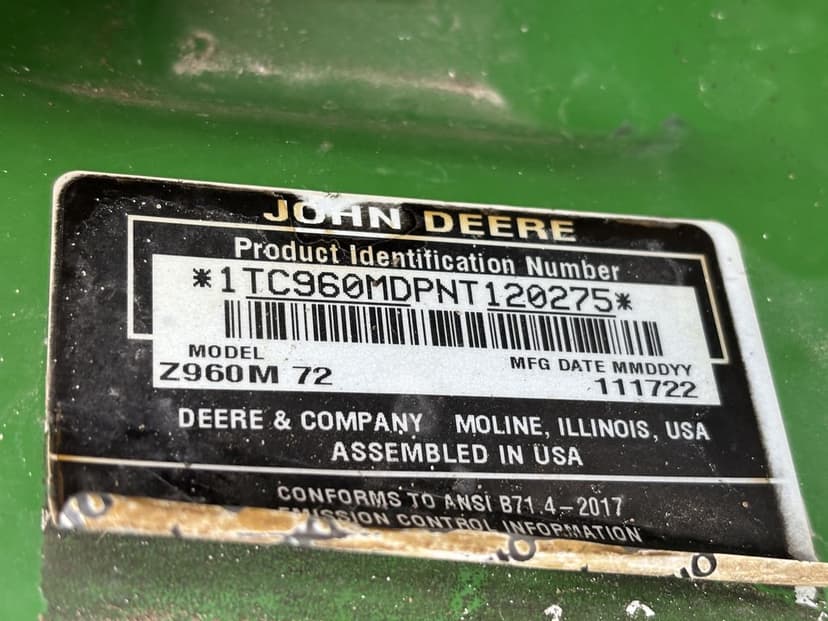 JOHN DEERE
Product Identification Number
*1TC960MDPNT120275*
MODEL
Z960M 72
MFG DATE MMDDYY
111722
DEERE & COMPANY MOLINE, ILLINOIS, USA
ASSEMBLED IN USA
CONFORMS TO ANSI B71.4-2017
EMISSION CONTROL INFORMATION